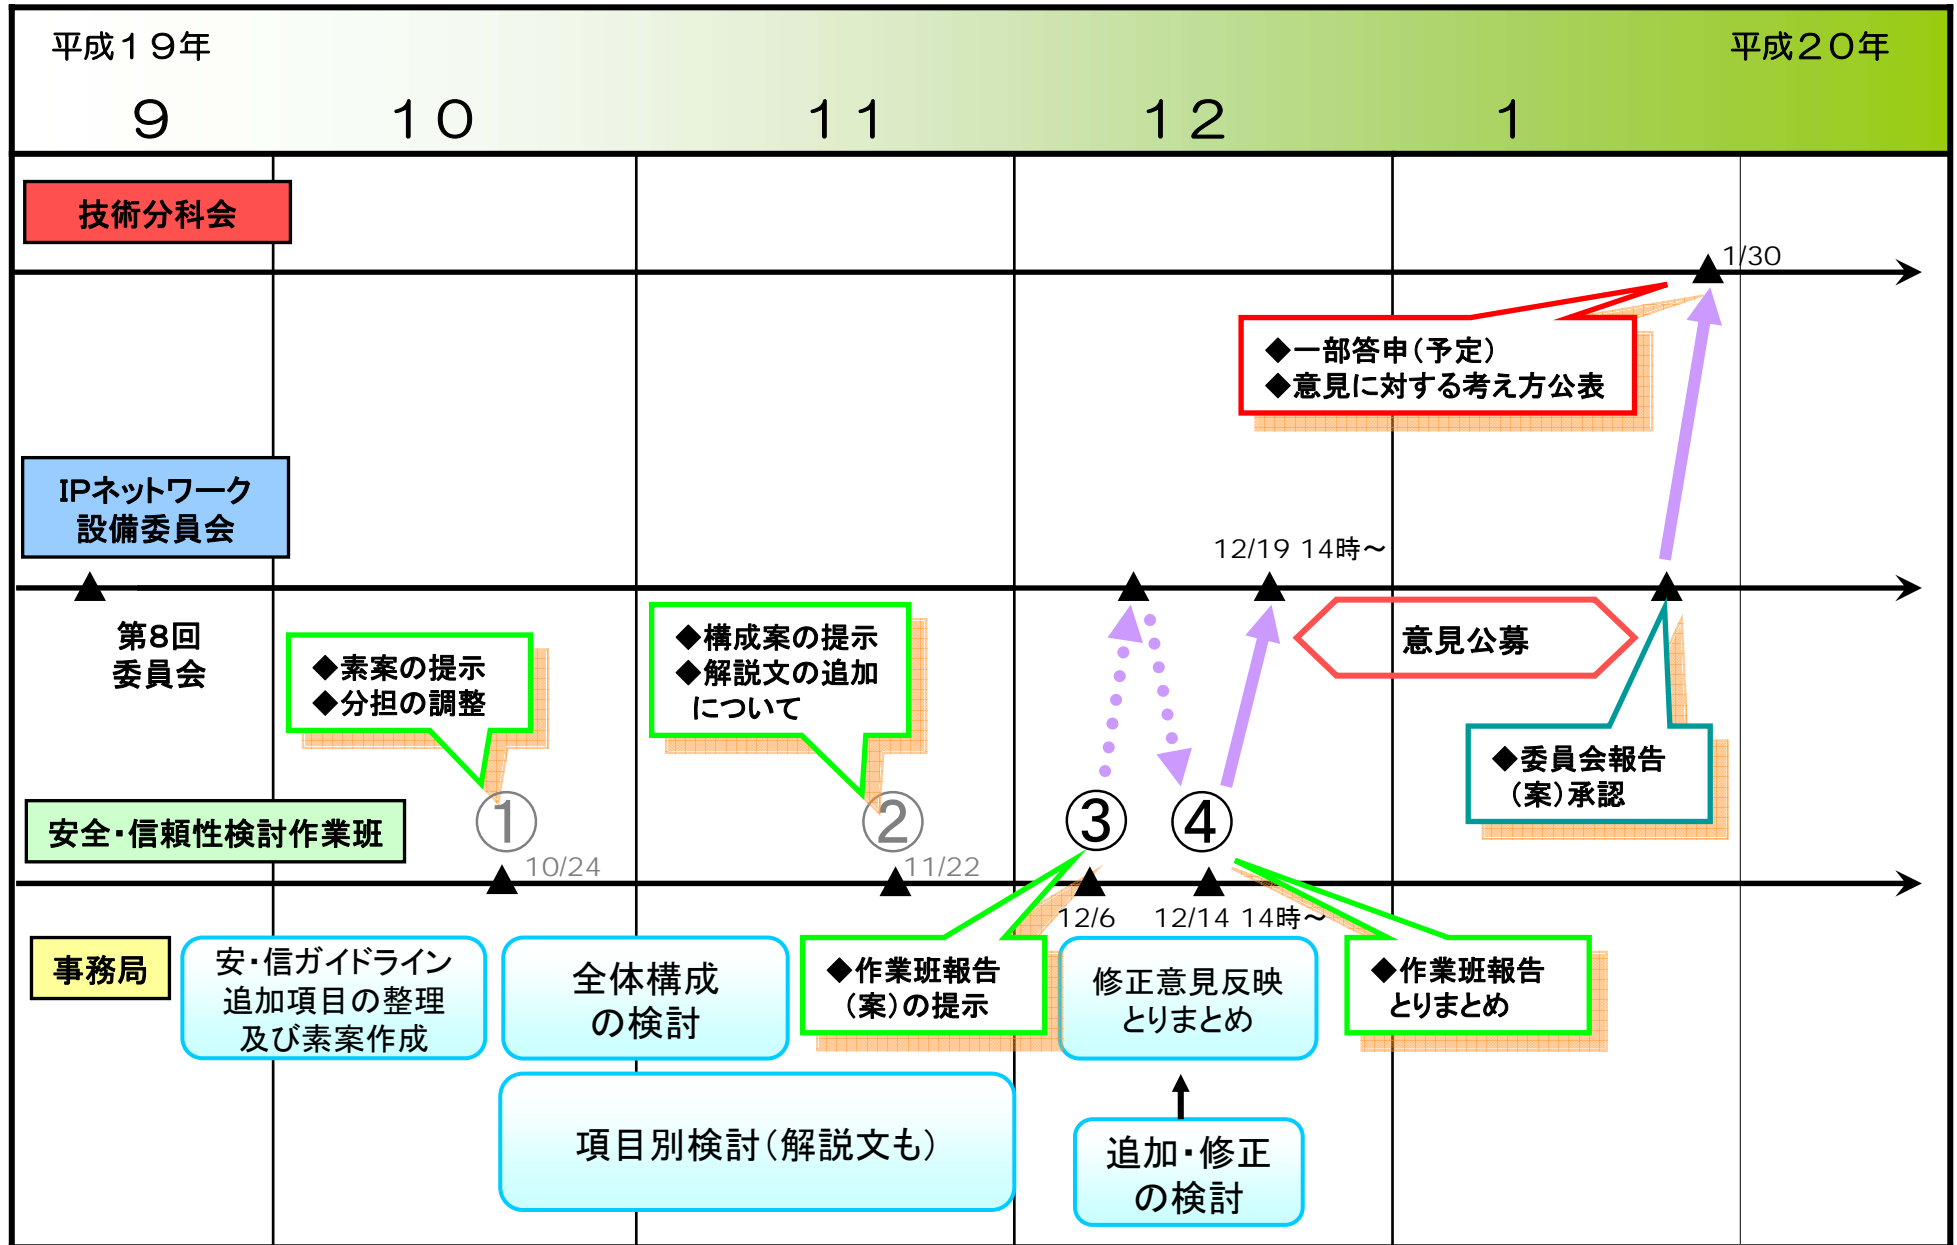 平成１９年
平成２０年
９
１０
１１
１２
１
技術分科会
1/30
◆一部答申（予定）
◆意見に対する考え方公表
IPネットワーク
設備委員会
12/19 14時～
第8回
委員会
◆素案の提示
◆分担の調整
◆構成案の提示
◆解説文の追加
について
意見公募
◆委員会報告
（案）承認
安全・信頼性検討作業班
①
②
③
④
10/24
11/22
12/6
12/14 14時～
事務局
安・信ガイドライン
追加項目の整理
及び素案作成
全体構成
の検討
◆作業班報告
（案）の提示
修正意見反映
とりまとめ
◆作業班報告
とりまとめ
項目別検討（解説文も）
追加・修正
の検討